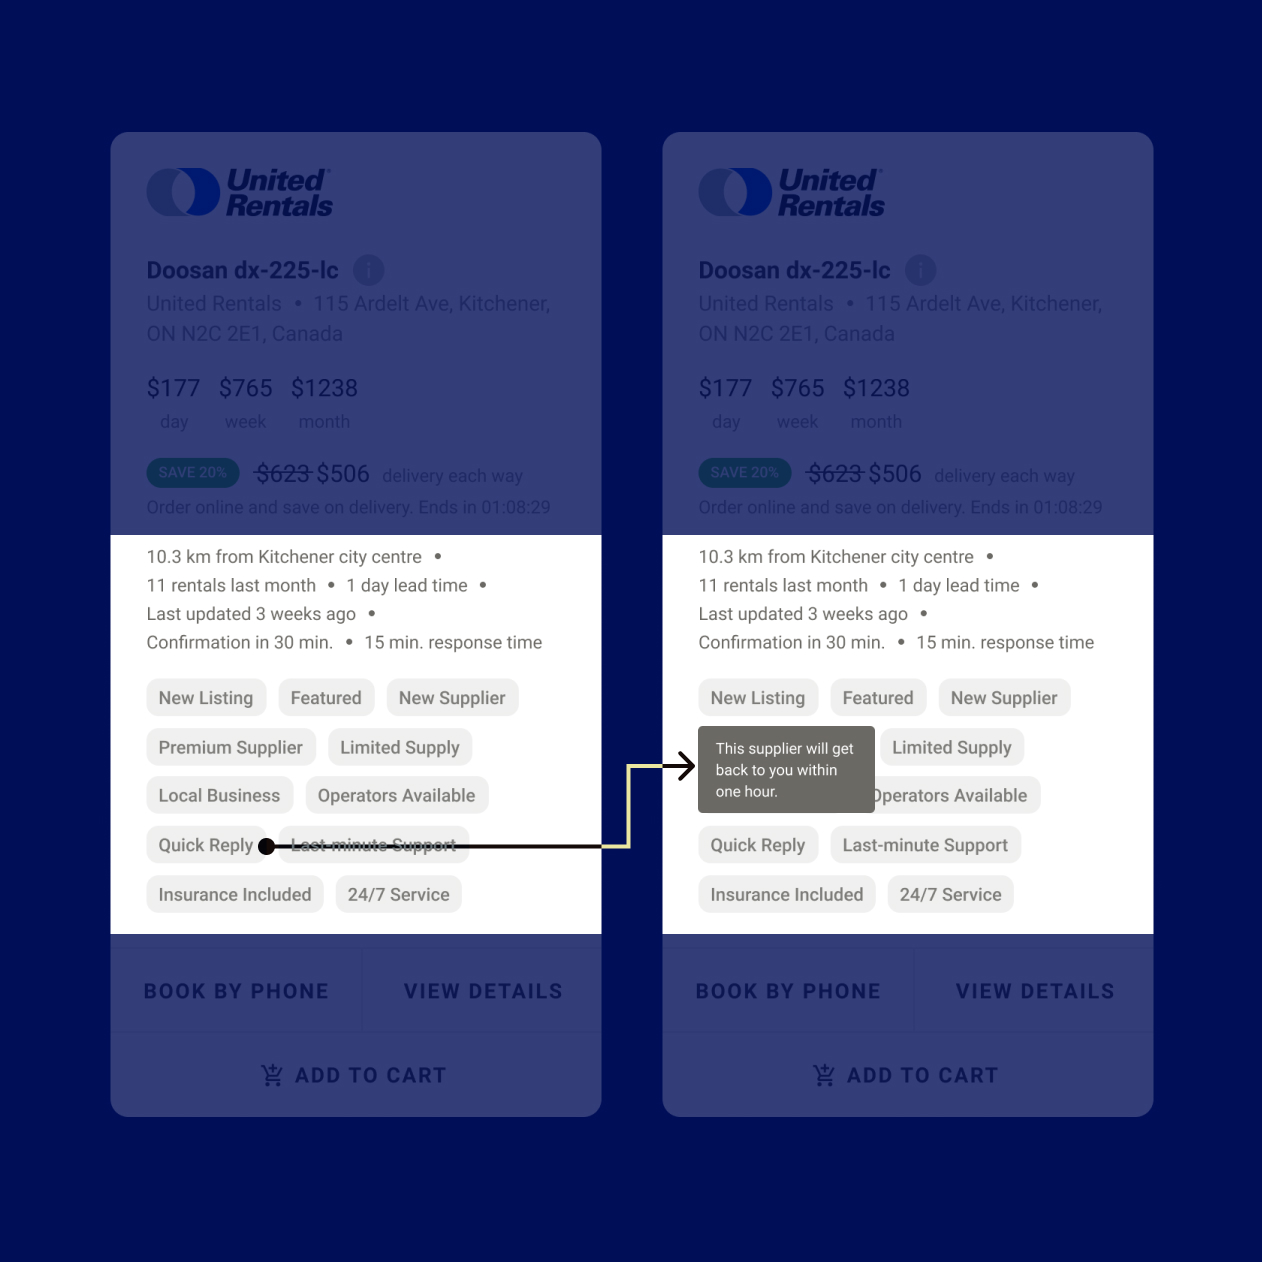 United
Rentals
Doosan dx-225-lc i
United Rentals • 115 Ardelt Ave, Kitchener,
ON N2C 2E1, Canada
$177 $765 $1238
day week month
SAVE 20% $623 $506 delivery each way
Order online and save on delivery. Ends in 01:08:29
10.3 km from Kitchener city centre •
11 rentals last month • 1 day lead time •
Last updated 3 weeks ago •
Confirmation in 30 min. • 15 min. response time
New Listing Featured New Supplier
Premium Supplier Limited Supply
Local Business Operators Available
Quick Reply Last-minute Support
Insurance Included 24/7 Service
BOOK BY PHONE VIEW DETAILS
ADD TO CART
United
Rentals
Doosan dx-225-lc i
United Rentals • 115 Ardelt Ave, Kitchener,
ON N2C 2E1, Canada
$177 $765 $1238
day week month
SAVE 20% $623 $506 delivery each way
Order online and save on delivery. Ends in 01:08:29
10.3 km from Kitchener city centre •
11 rentals last month • 1 day lead time •
Last updated 3 weeks ago •
Confirmation in 30 min. • 15 min. response time
New Listing Featured New Supplier
This supplier will get
back to you within
one hour.
Limited Supply
Operators Available
Quick Reply Last-minute Support
Insurance Included 24/7 Service
BOOK BY PHONE VIEW DETAILS
ADD TO CART